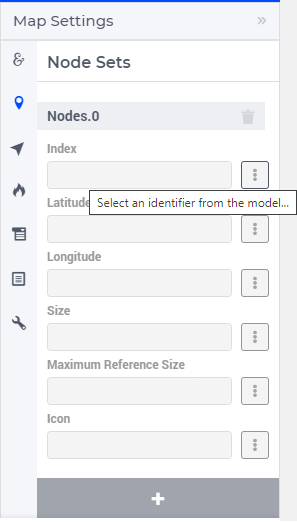 Map Settings »
Node Sets
Nodes.0
Index
Select an identifier from the model...
Latitude
Longitude
Size
Maximum Reference Size
Icon